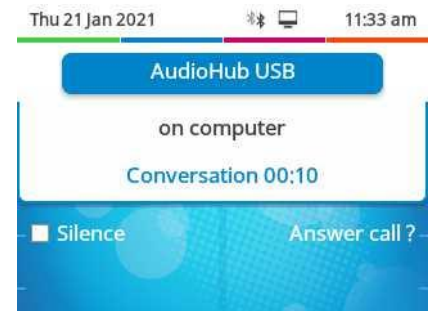 Thu 21 Jan 2021 11:33 am
AudioHub USB
on computer
Conversation 00:10
Silence Answer call ?